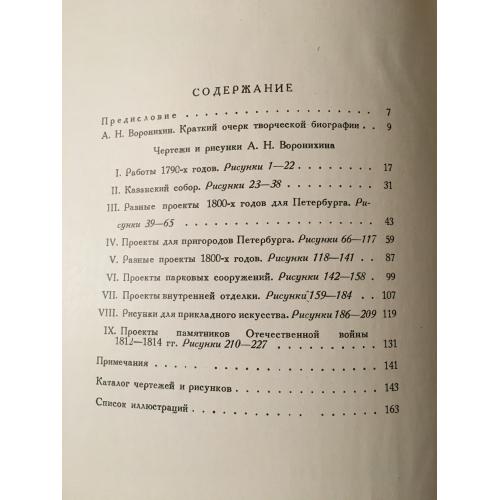 СОДЕРЖАНИЕ
Предисловие . . . . . . . . . . . . . . . 7
А. Н. Воронихин. Краткий очерк творческой биографии . . 9
Чертежи и рисунки А. Н. Воронихина
I. Работы 1790-х годов. Рисунки 1—22 . . . . . . . . 17
II. Казанский собор. Рисунки 23—38 . . . . . . . . . 31
III. Разные проекты 1800-х годов для Петербурга. Ри-
сунки 39—65 . . . . . . . . . . . . . . 43
IV. Проекты для пригородов Петербурга. Рисунки 66—117 59
V. Разные проекты 1800-х годов. Рисунки 118—141 . . 87
VI. Проекты парковых сооружений. Рисунки 142—158 . . 99
VII. Проекты внутренней отделки. Рисунки 159—184 . . 107
VIII. Рисунки для прикладного искусства. Рисунки 186—209 119
IX. Проекты памятников Отечественной войны
1812—1814 гг. Рисунки 210—227 . . . . . . . . . 131
Примечания . . . . . . . . . . . . . . . 141
Каталог чертежей и рисунков . . . . . . . . . . . 143
Список иллюстраций . . . . . . . . . . . . . 163